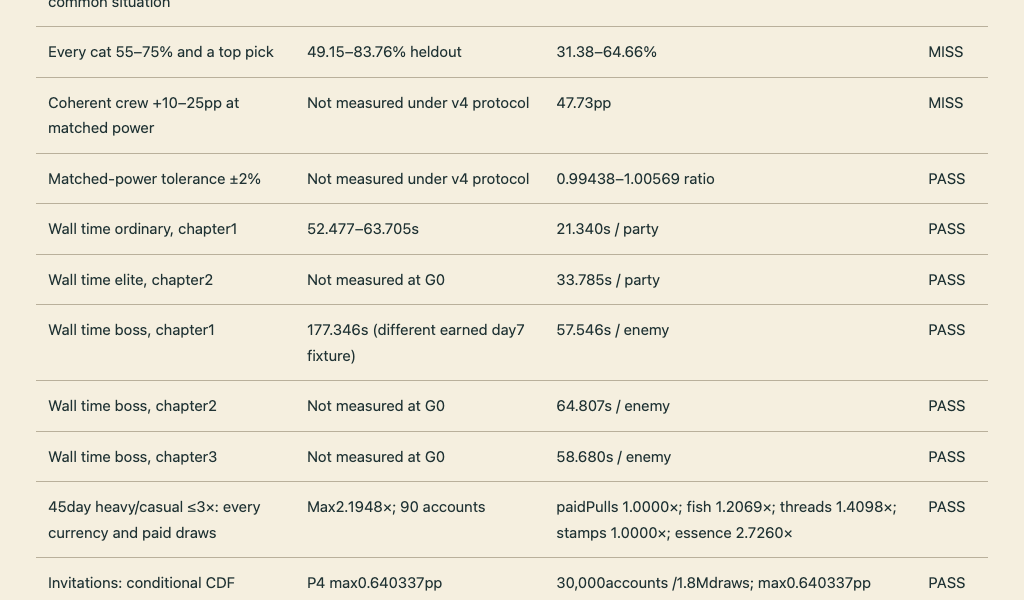 common situation
Every cat 55–75% and a top pick 49.15–83.76% heldout 31.38–64.66% MISS
Coherent crew +10–25pp at Not measured under v4 protocol 47.73pp MISS
matched power
Matched-power tolerance ±2% Not measured under v4 protocol 0.99438–1.00569 ratio PASS
Wall time ordinary, chapter1 52.477–63.705s 21.340s / party PASS
Wall time elite, chapter2 Not measured at G0 33.785s / party PASS
Wall time boss, chapter1 177.346s (different earned day7 57.546s / enemy PASS
fixture)
Wall time boss, chapter2 Not measured at G0 64.807s / enemy PASS
Wall time boss, chapter3 Not measured at G0 58.680s / enemy PASS
45day heavy/casual ≤3×: every Max2.1948×; 90 accounts paidPulls 1.0000×; fish 1.2069×; threads 1.4098×; PASS
currency and paid draws stamps 1.0000×; essence 2.7260×
Invitations: conditional CDF P4 max0.640337pp 30,000accounts /1.8Mdraws; max0.640337pp PASS